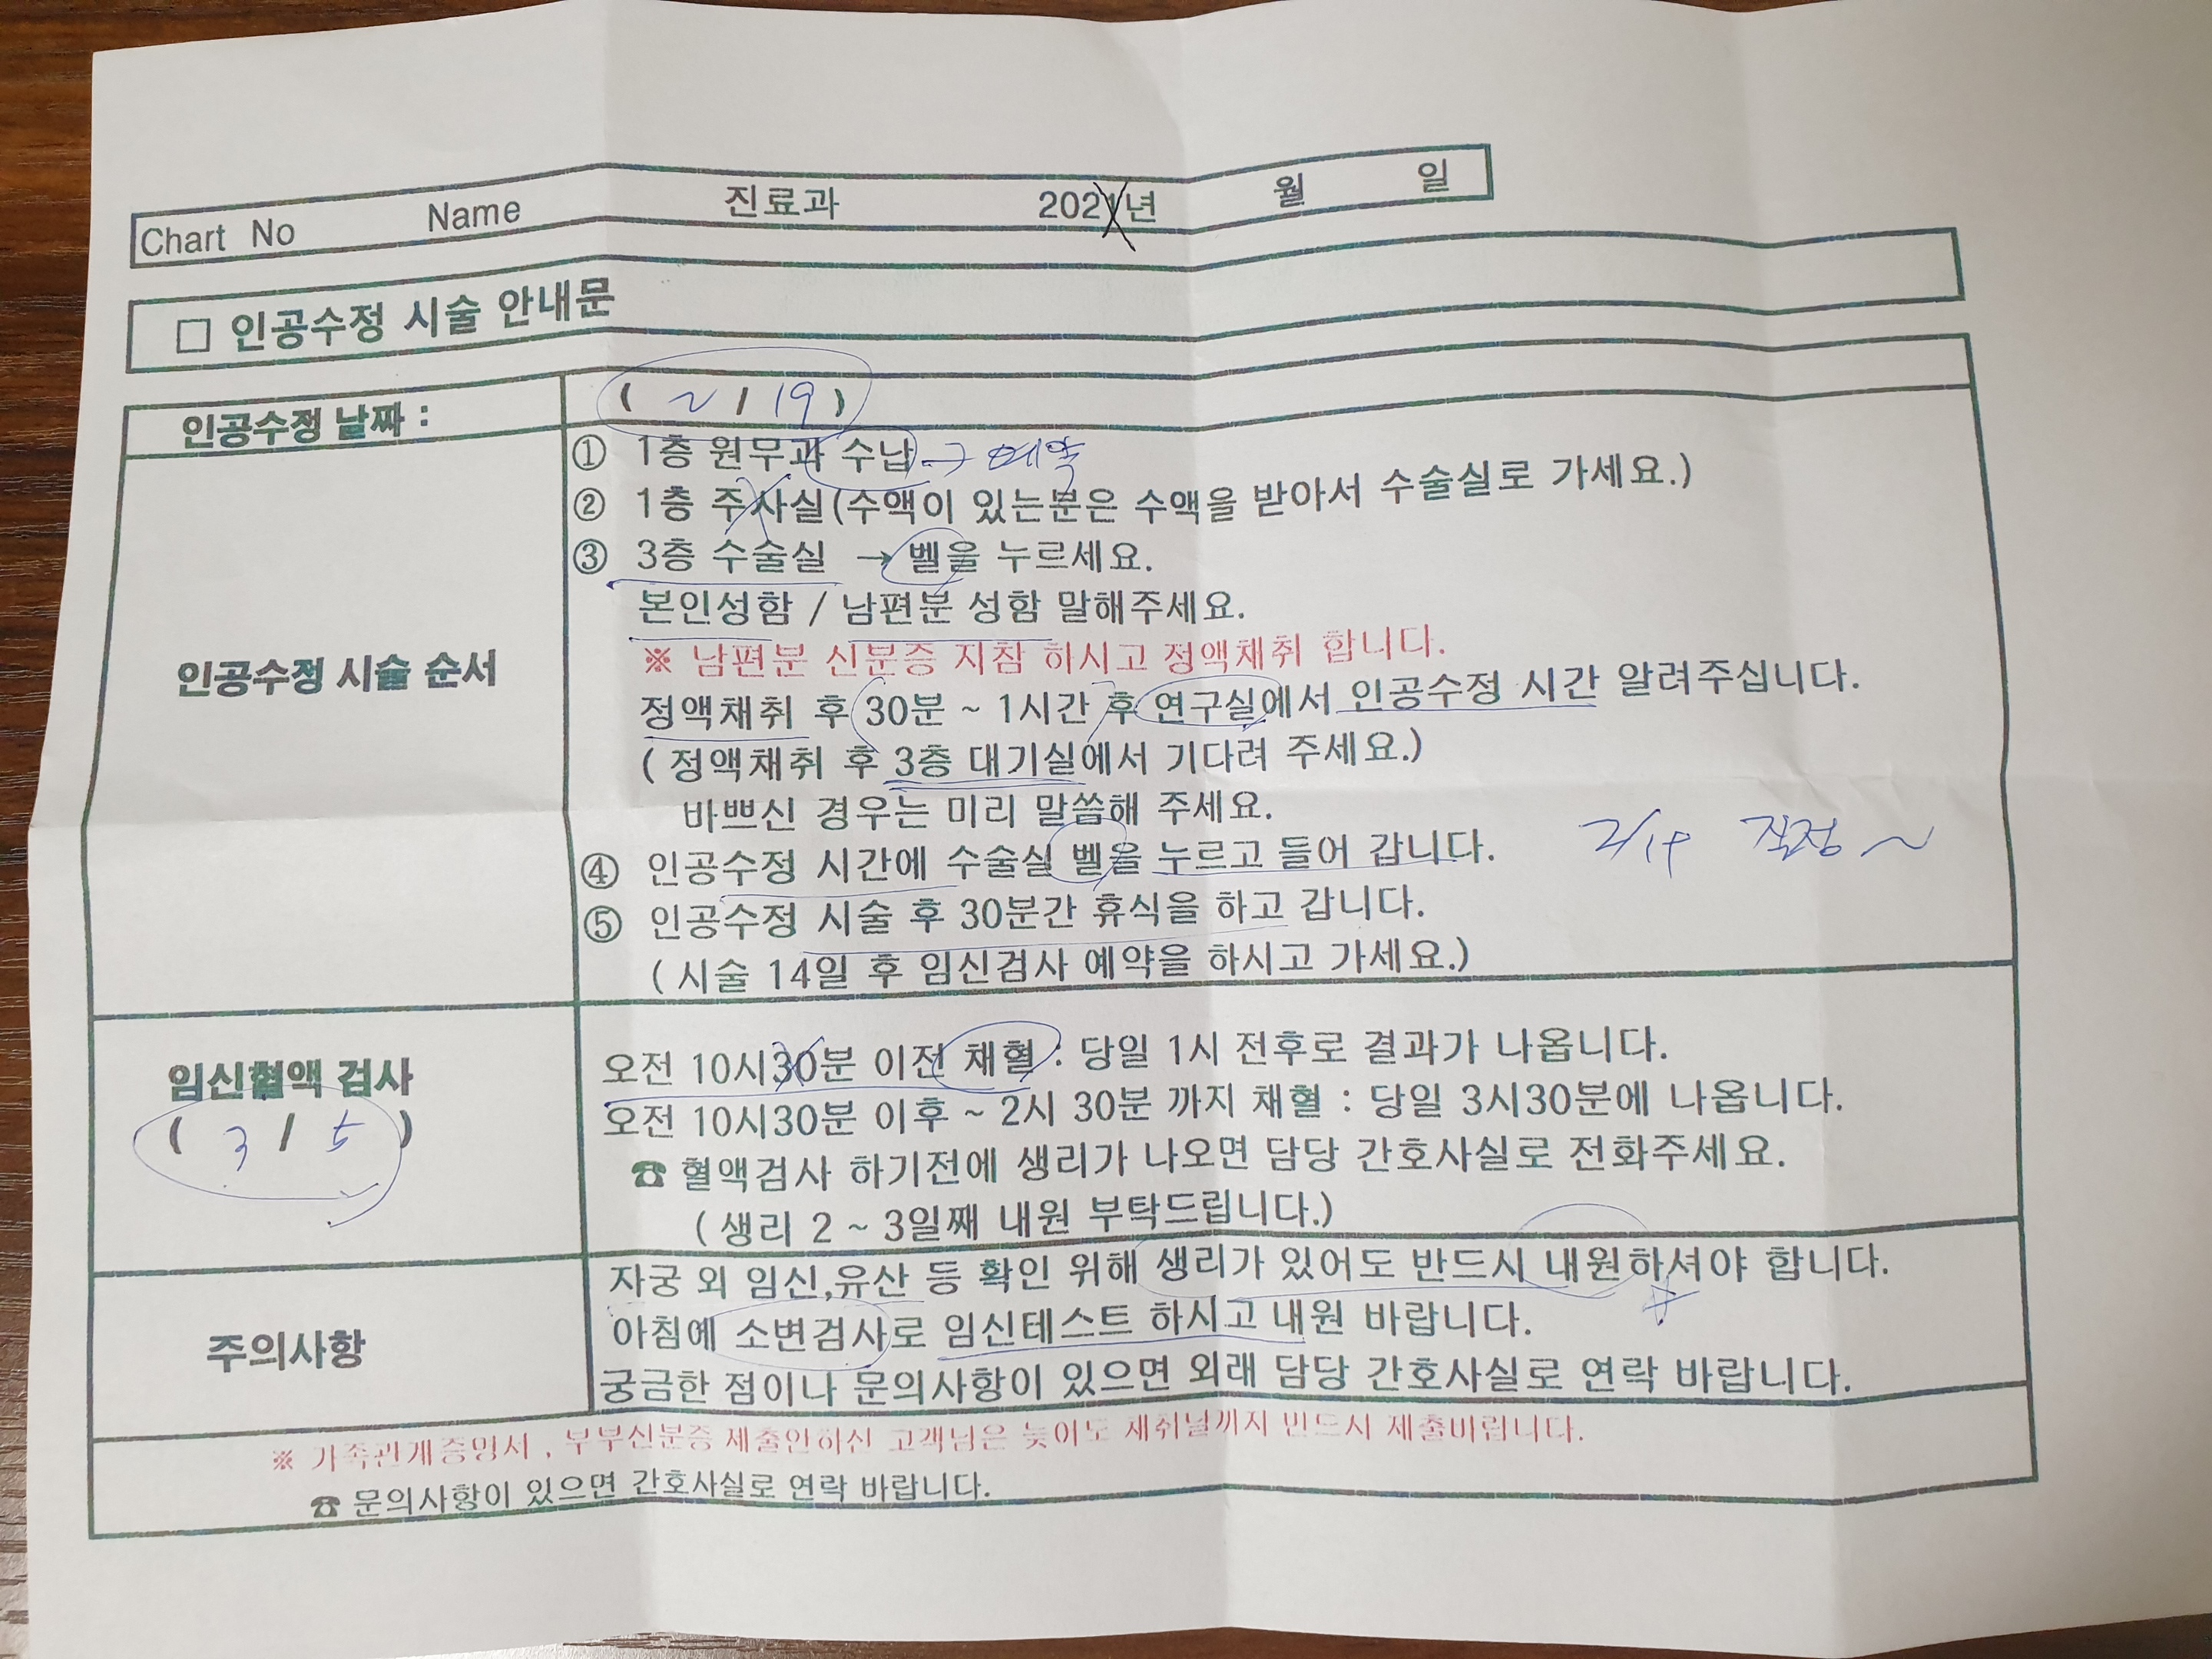 Chart No Name 진료과 2021년 월 일
□ 인공수정 시술 안내문
인공수정 날짜 : ( 2 / 19 )
인공수정 시술 순서
① 1층 원무과 수납 → 예약
② 1층 주사실(수액이 있는분은 수액을 받아서 수술실로 가세요.)
③ 3층 수술실 → 벨을 누르세요.
본인성함 / 남편분 성함 말해주세요.
※ 남편분 신분증 지참 하시고 정액채취 합니다.
정액채취 후 30분 ~ 1시간 후 연구실에서 인공수정 시간 알려주십니다.
( 정액채취 후 3층 대기실에서 기다려 주세요.)
바쁘신 경우는 미리 말씀해 주세요.
④ 인공수정 시간에 수술실 벨을 누르고 들어 갑니다.
⑤ 인공수정 시술 후 30분간 휴식을 하고 갑니다.
( 시술 14일 후 임신검사 예약을 하시고 가세요.)
임신혈액 검사
( 3 / 5 )
오전 10시30분 이전 채혈 : 당일 1시 전후로 결과가 나옵니다.
오전 10시30분 이후 ~ 2시 30분 까지 채혈 : 당일 3시30분에 나옵니다.
☎ 혈액검사 하기전에 생리가 나오면 담당 간호사실로 전화주세요.
( 생리 2 ~ 3일째 내원 부탁드립니다.)
주의사항
자궁 외 임신,유산 등 확인 위해 생리가 있어도 반드시 내원하셔야 합니다.
아침에 소변검사로 임신테스트 하시고 내원 바랍니다.
궁금한 점이나 문의사항이 있으면 외래 담당 간호사실로 연락 바랍니다.
※ 가족관계증명서 , 부부신분증 제출안하신 고객님은 늦어도 채취날까지 반드시 제출바랍니다.
☎ 문의사항이 있으면 간호사실로 연락 바랍니다.